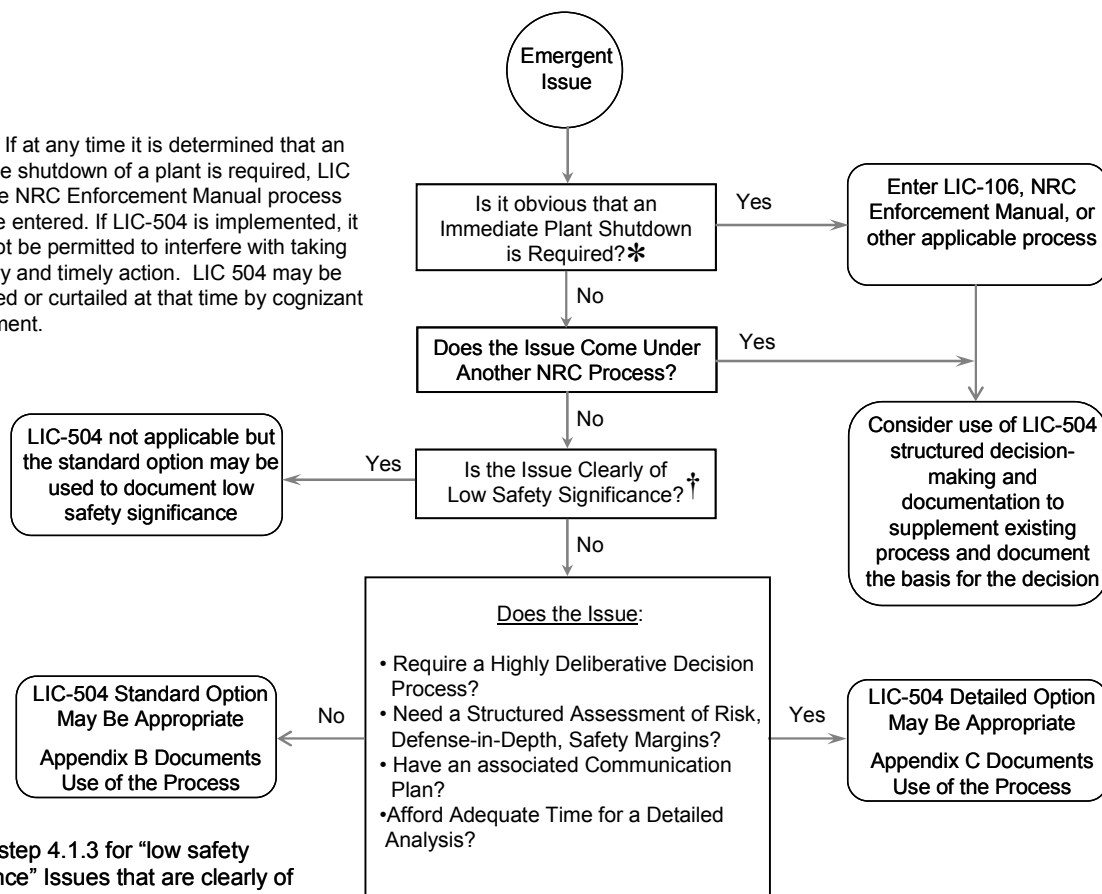 Emergent
Issue
If at any time it is determined that an
e shutdown of a plant is required, LIC
e NRC Enforcement Manual process
e entered. If LIC-504 is implemented, it
ot be permitted to interfere with taking
y and timely action. LIC 504 may be
ed or curtailed at that time by cognizant
ment.
Is it obvious that an
Immediate Plant Shutdown
is Required?*
Yes
Enter LIC-106, NRC
Enforcement Manual, or
other applicable process
No
Does the Issue Come Under
Another NRC Process?
Yes
No
LIC-504 not applicable but
the standard option may be
used to document low
safety significance
Yes
Is the Issue Clearly of
Low Safety Significance?†
Consider use of LIC-504
structured decision-
making and
documentation to
supplement existing
process and document
the basis for the decision
No
Does the Issue:
• Require a Highly Deliberative Decision
Process?
• Need a Structured Assessment of Risk,
Defense-in-Depth, Safety Margins?
• Have an associated Communication
Plan?
•Afford Adequate Time for a Detailed
Analysis?
LIC-504 Standard Option
May Be Appropriate
Appendix B Documents
Use of the Process
No
Yes
LIC-504 Detailed Option
May Be Appropriate
Appendix C Documents
Use of the Process
step 4.1.3 for “low safety
nce” Issues that are clearly of